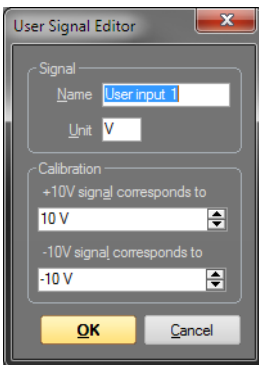 User Signal Editor
Signal
Name User input 1
Unit V
Calibration
+10V signal corresponds to
10 V
-10V signal corresponds to
-10 V
OK Cancel